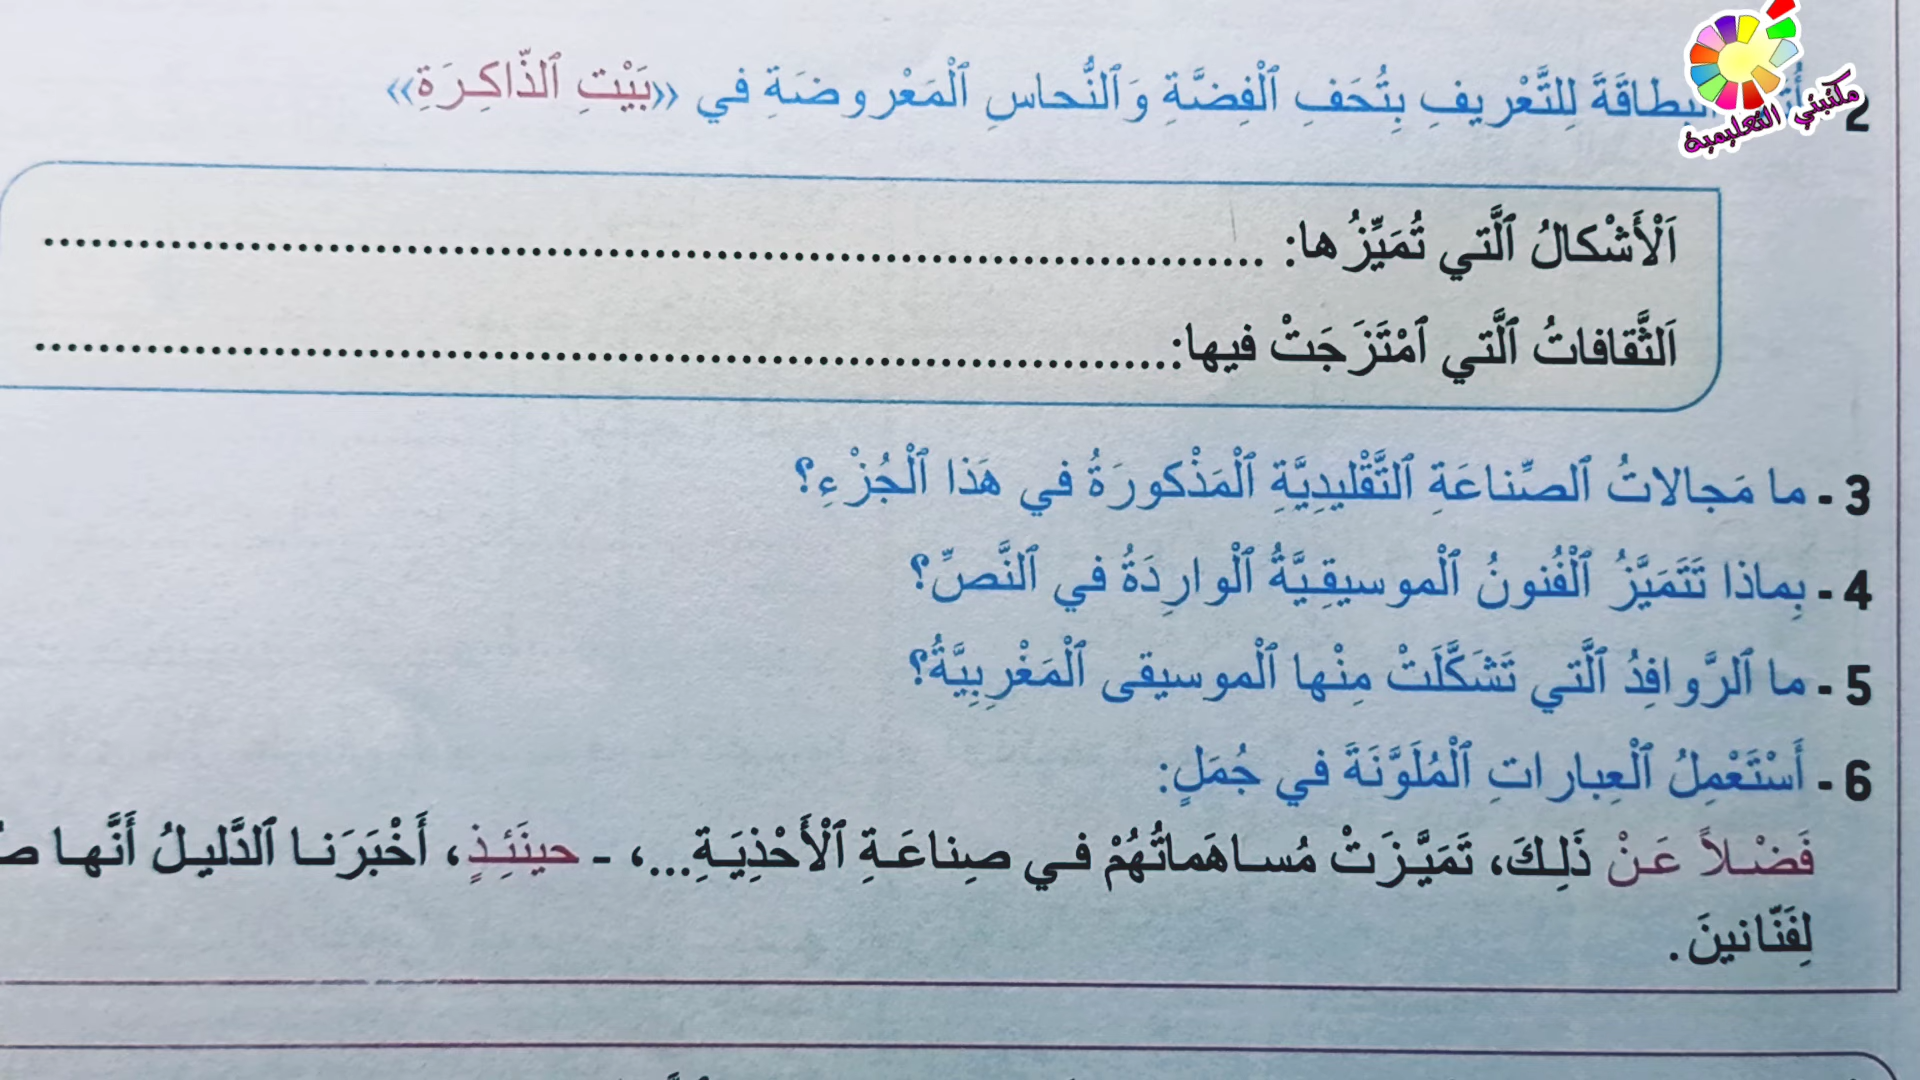 مكتبتي التعليمية
2 ٱلْبِطاقَةَ لِلتَّعْريفِ بِتُحَفِ ٱلْفِضَّةِ وَٱلنُّحاسِ ٱلْمَعْروضَةِ في «بَيْتِ ٱلذّاكِرَةِ»
اَلْأَشْكالُ ٱلَّتي تُمَيِّزُها: ........................................................................
اَلثَّقافاتُ ٱلَّتي ٱمْتَزَجَتْ فيها:........................................................................
3 - ما مَجالاتُ ٱلصِّناعَةِ ٱلتَّقْليدِيَّةِ ٱلْمَذْكورَةُ في هَذا ٱلْجُزْءِ؟
4 - بِماذا تَتَمَيَّزُ ٱلْفُنونُ ٱلْموسيقِيَّةُ ٱلْوارِدَةُ في ٱلنَّصِّ؟
5 - ما ٱلرَّوافِدُ ٱلَّتي تَشَكَّلَتْ مِنْها ٱلْموسيقى ٱلْمَغْرِبِيَّةُ؟
6 - أَسْتَعْمِلُ ٱلْعِباراتِ ٱلْمُلَوَّنَةَ في جُمَلٍ:
فَضْلاً عَنْ ذَلِكَ، تَمَيَّزَتْ مُساهَماتُهُمْ في صِناعَةِ ٱلْأَحْذِيَةِ...، - حينَئِذٍ، أَخْبَرَنا ٱلدَّليلُ أَنَّها
لِفَنّانينَ.